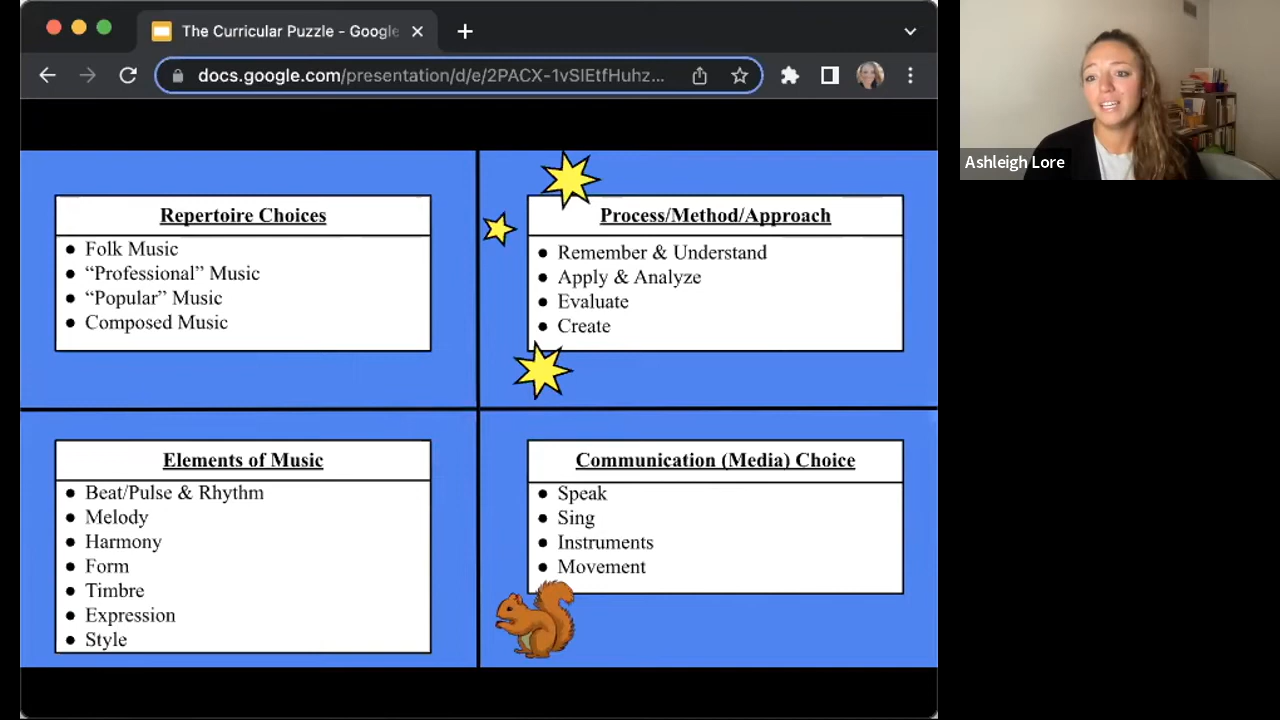 The Curricular Puzzle - Google
docs.google.com/presentation/d/e/2PACX-1vSlEtfHuhz...
Ashleigh Lore
Repertoire Choices
● Folk Music
● “Professional” Music
● “Popular” Music
● Composed Music
Process/Method/Approach
● Remember & Understand
● Apply & Analyze
● Evaluate
● Create
Elements of Music
● Beat/Pulse & Rhythm
● Melody
● Harmony
● Form
● Timbre
● Expression
● Style
Communication (Media) Choice
● Speak
● Sing
● Instruments
● Movement